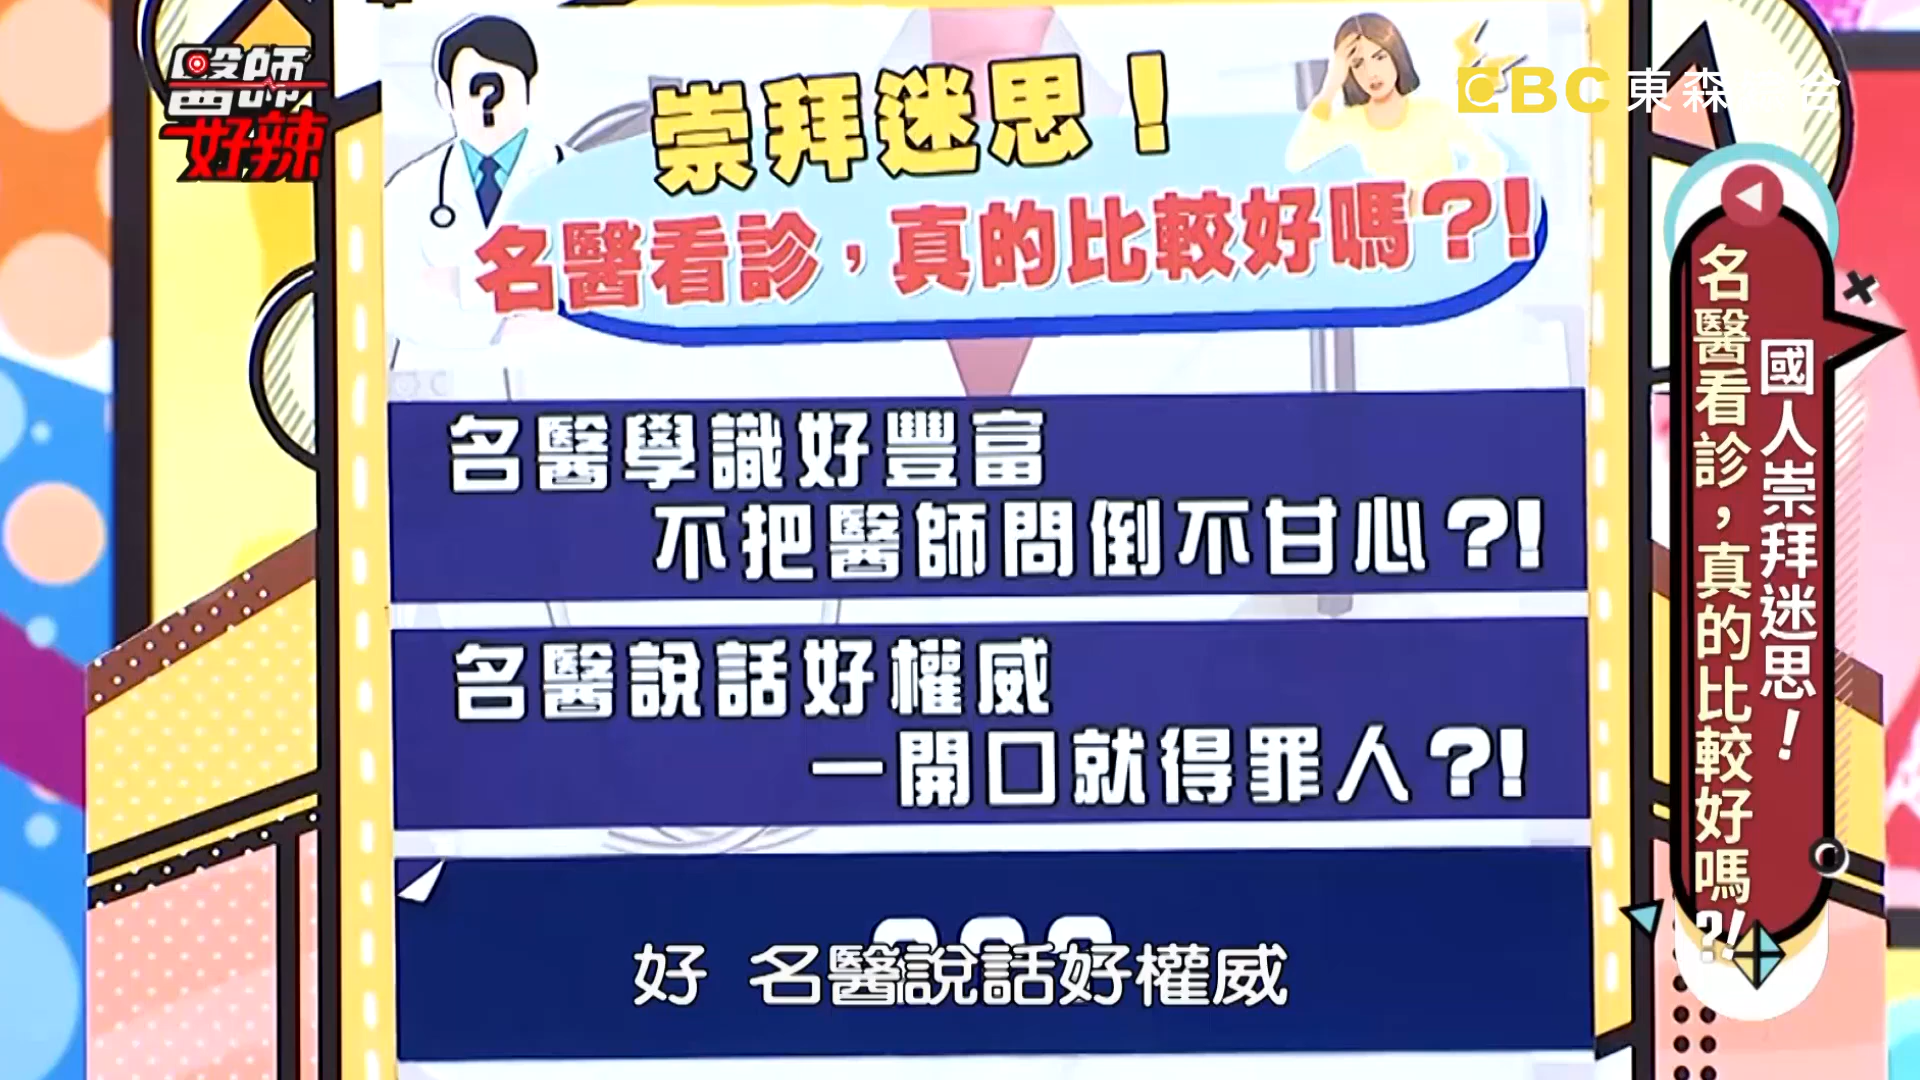 醫師
好辣
?
崇拜迷思！
名醫看診，真的比較好嗎?!
EBC 東森
名醫學識好豐富
不把醫師問倒不甘心?!
名醫說話好權威
一開口就得罪人?!
???
好 名醫說話好權威
國人崇拜迷思！
名醫看診，真的比較好嗎?!